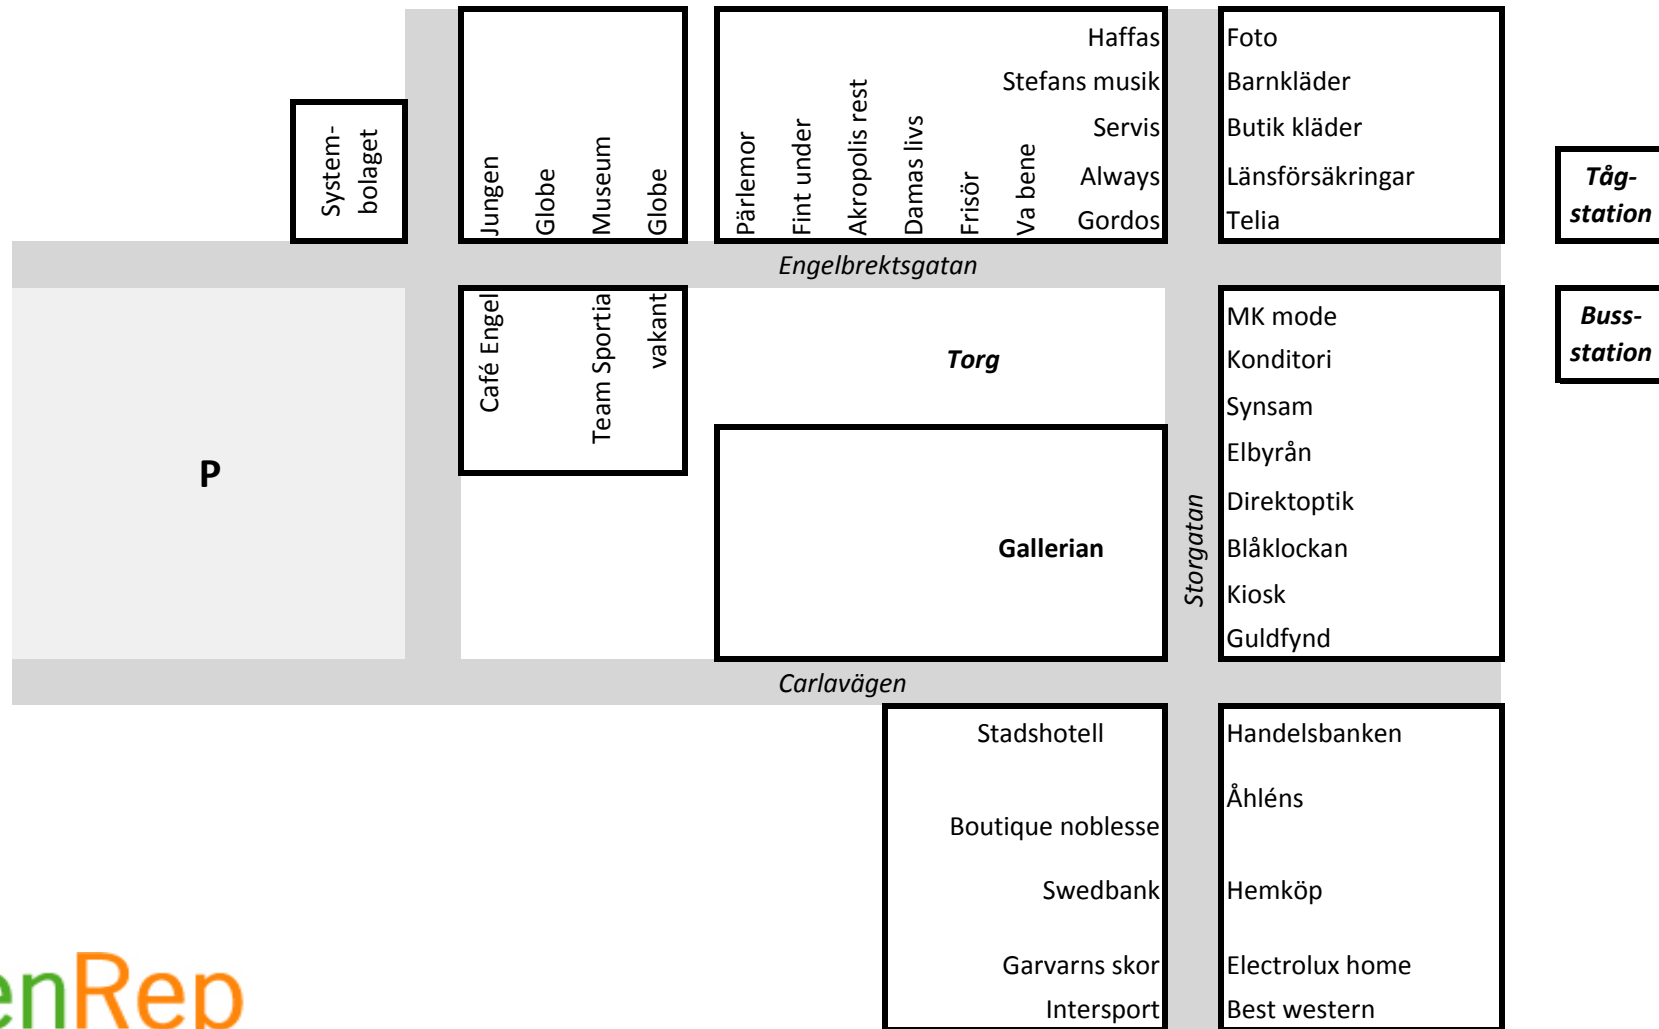 Haffas
Stefans musik
Servis
Always
Gordos
Foto
Barnkläder
Butik kläder
Länsförsäkringar
Telia
System-
bolaget
Jungen
Globe
Museum
Globe
Pärlemor
Fint under
Akropolis rest
Damas livs
Frisör
Va bene
Tåg-
station
Engelbrektsgatan
Café Engel
Team Sportia
vakant
Torg
MK mode
Konditori
Synsam
Elbyrån
Direktoptik
Blåklockan
Kiosk
Guldfynd
Buss-
station
P
Gallerian
Storgatan
Carlavägen
Stadshotell
Boutique noblesse
Swedbank
Garvarns skor
Intersport
Handelsbanken
Åhléns
Hemköp
Electrolux home
Best western
enRep